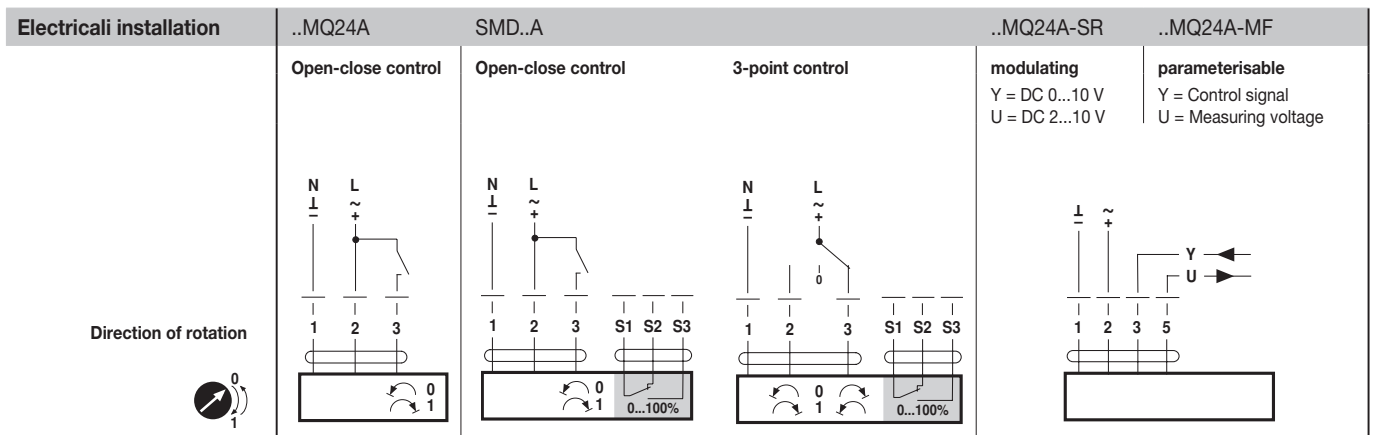 Electricali installation ..MQ24A SMD..A ..MQ24A-SR ..MQ24A-MF
Open-close control Open-close control 3-point control modulating parameterisable
Y = DC 0...10 V Y = Control signal
U = DC 2...10 V U = Measuring voltage
N L N L N L
⊥ ~ ⊥ ~ ⊥ ~ ⊥ ~
– + – + – + – +
Y
0 U
Direction of rotation 1 2 3 1 2 3 S1 S2 S3 1 2 3 S1 S2 S3 1 2 3 5
0 0 0 0
1 1 0...100% 1 0...100%
1